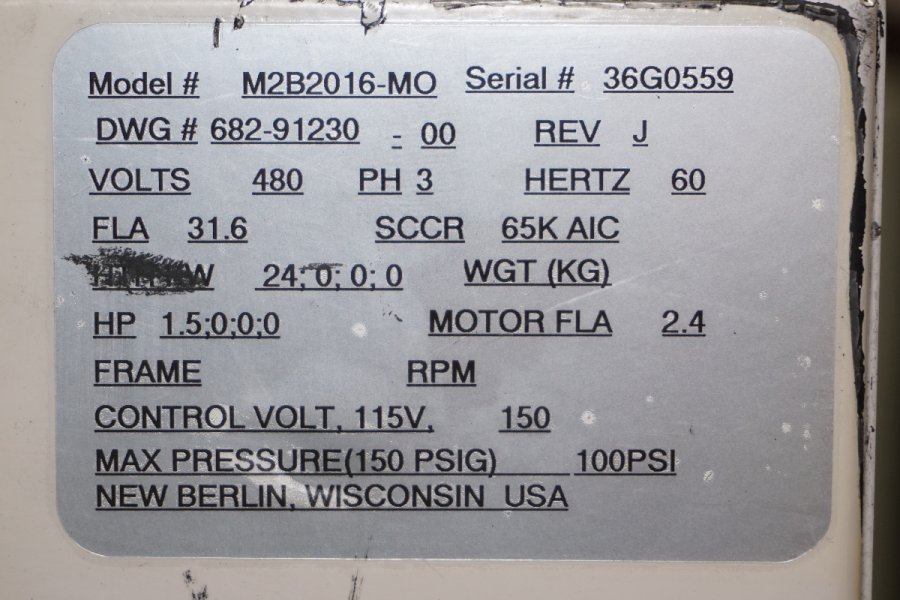 Model # M2B2016-MO Serial # 36G0559
DWG # 682-91230 - 00 REV J
VOLTS 480 PH 3 HERTZ 60
FLA 31.6 SCCR 65K AIC
24; 0; 0; 0 WGT (KG)
HP 1.5;0;0;0 MOTOR FLA 2.4
FRAME RPM
CONTROL VOLT, 115V, 150
MAX PRESSURE(150 PSIG) 100PSI
NEW BERLIN, WISCONSIN USA